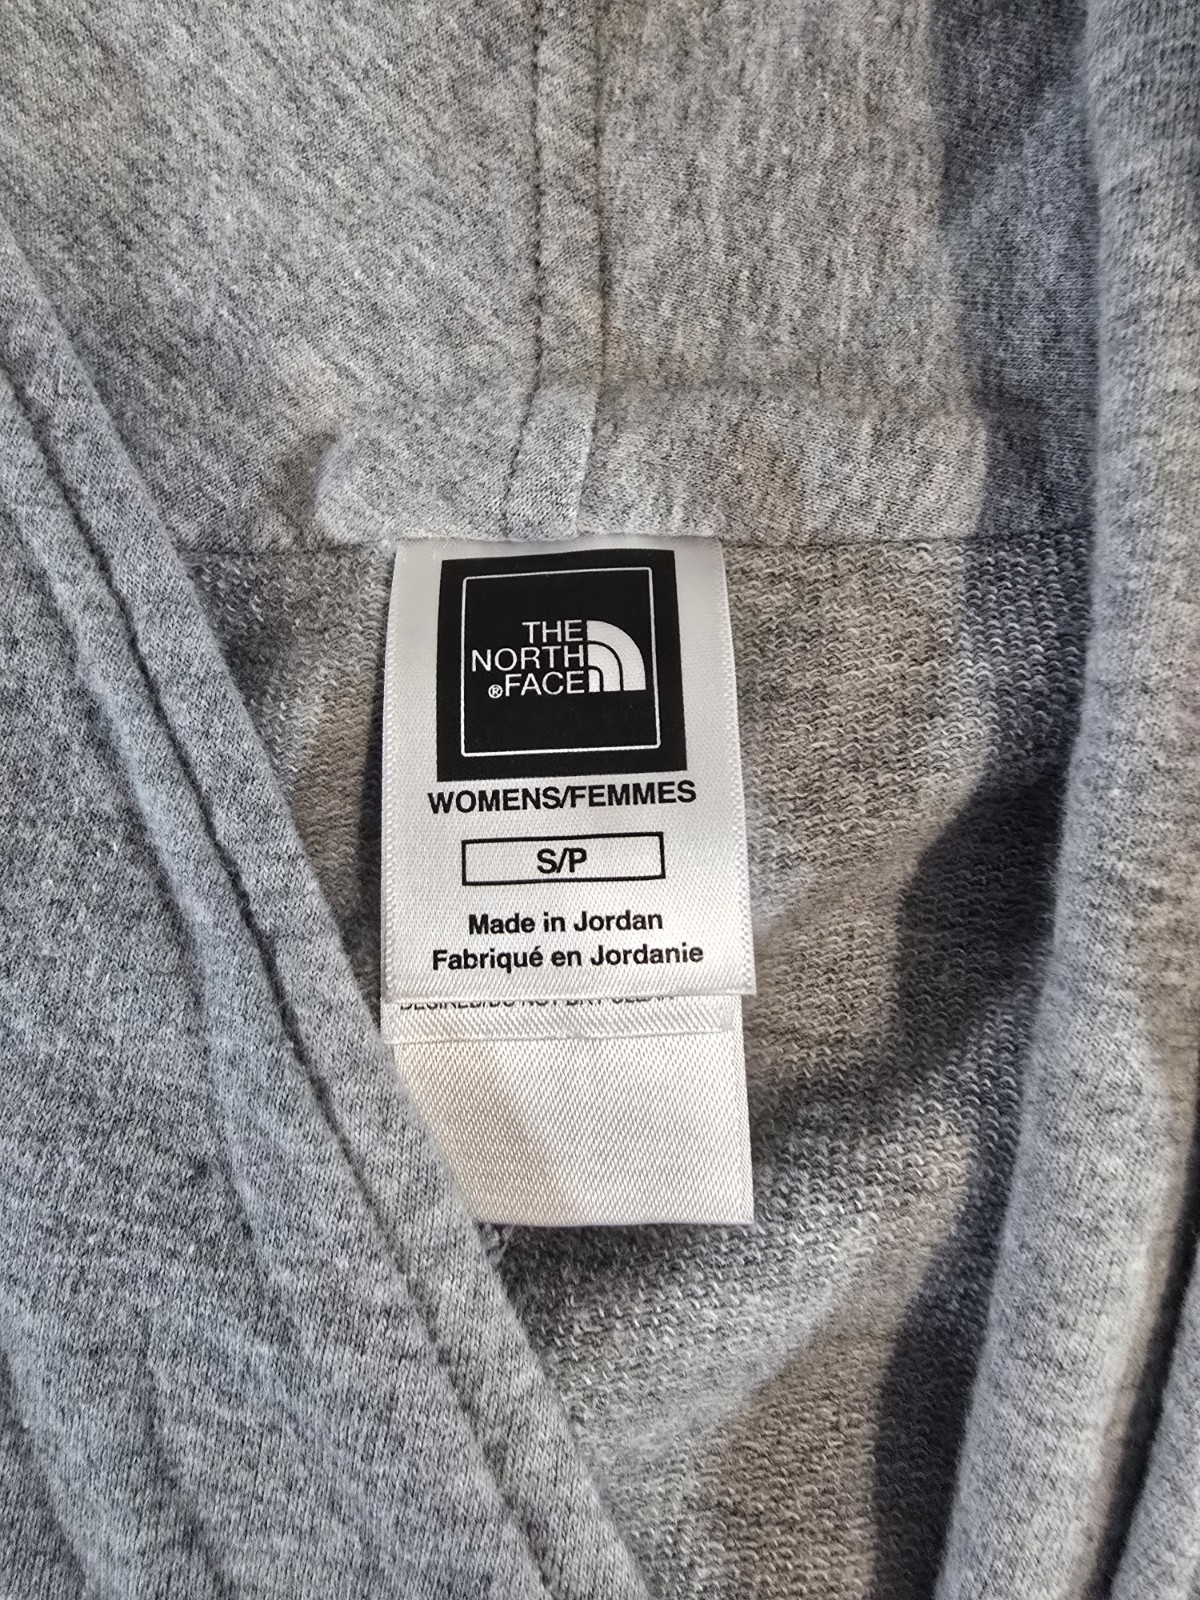 THE
NORTH
®FACE
WOMENS/FEMMES
S/P
Made in Jordan
Fabriqué en Jordanie